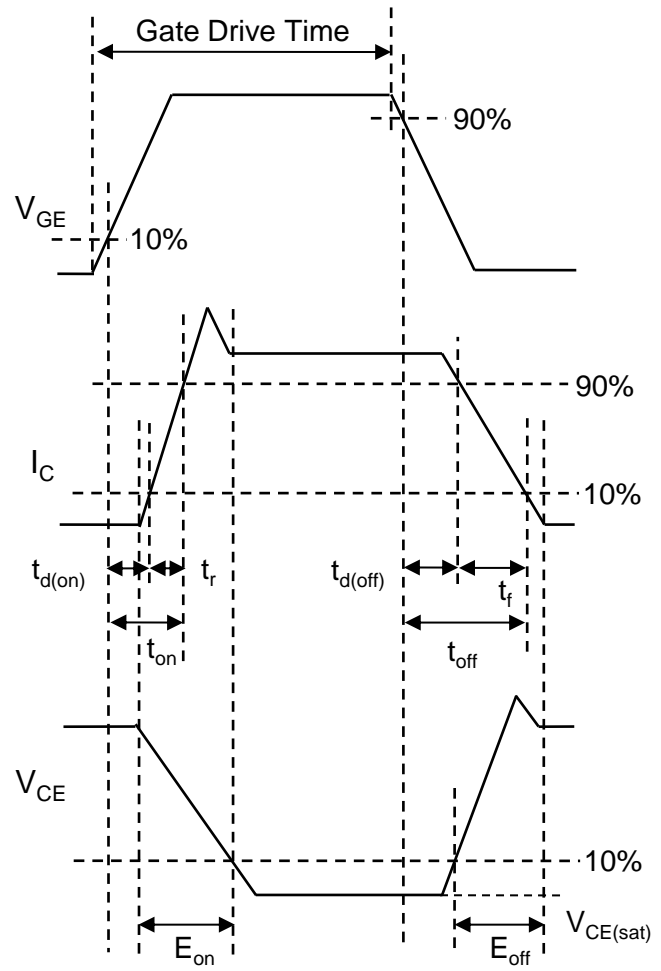 Gate Drive Time
90%
V_GE
10%
90%
I_C
10%
t_d(on)
t_r
t_d(off)
t_f
t_on
t_off
V_CE
10%
V_CE(sat)
E_on
E_off